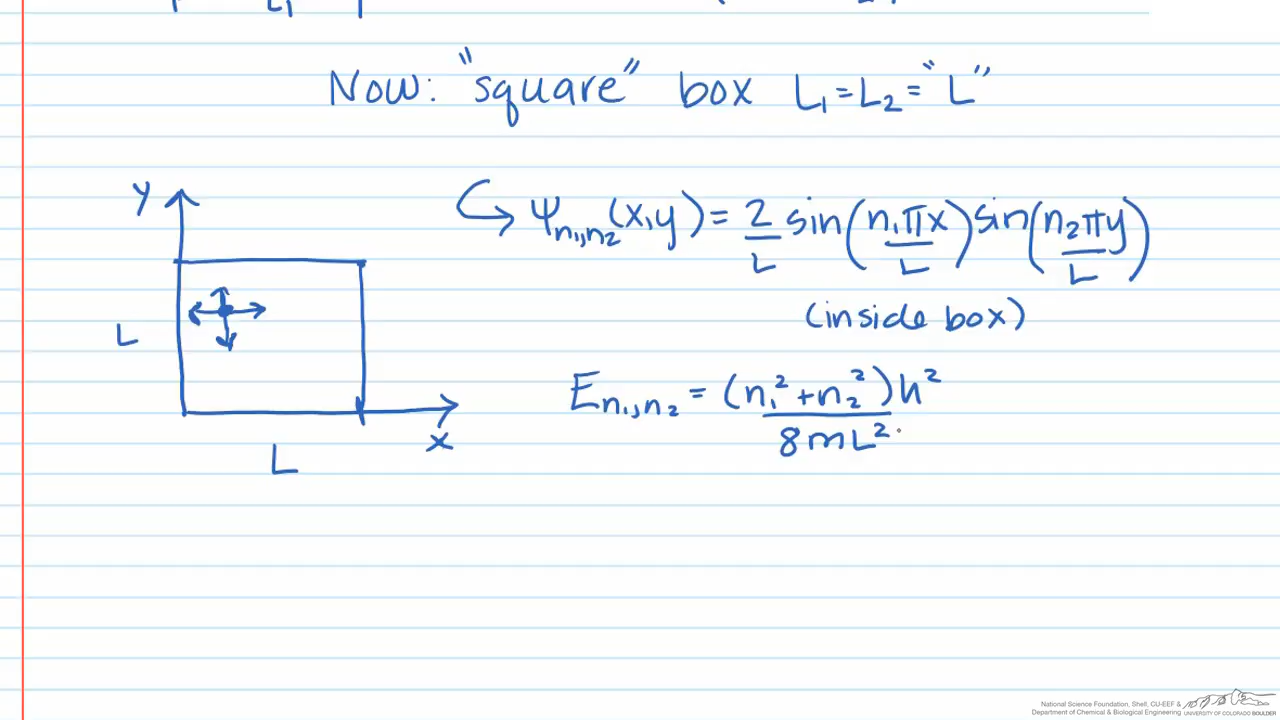 Now: "square" box L₁ = L₂ = "L"
y
ψₙ₁,ₙ₂(x,y) = 2/L sin(n₁πx/L) sin(n₂πy/L)
(inside box)
L
Eₙ₁,ₙ₂ = (n₁² + n₂²)h²/8mL²
x
L
National Science Foundation, Shell, CU-EEF &
Department of Chemical & Biological Engineering UNIVERSITY OF COLORADO BOULDER